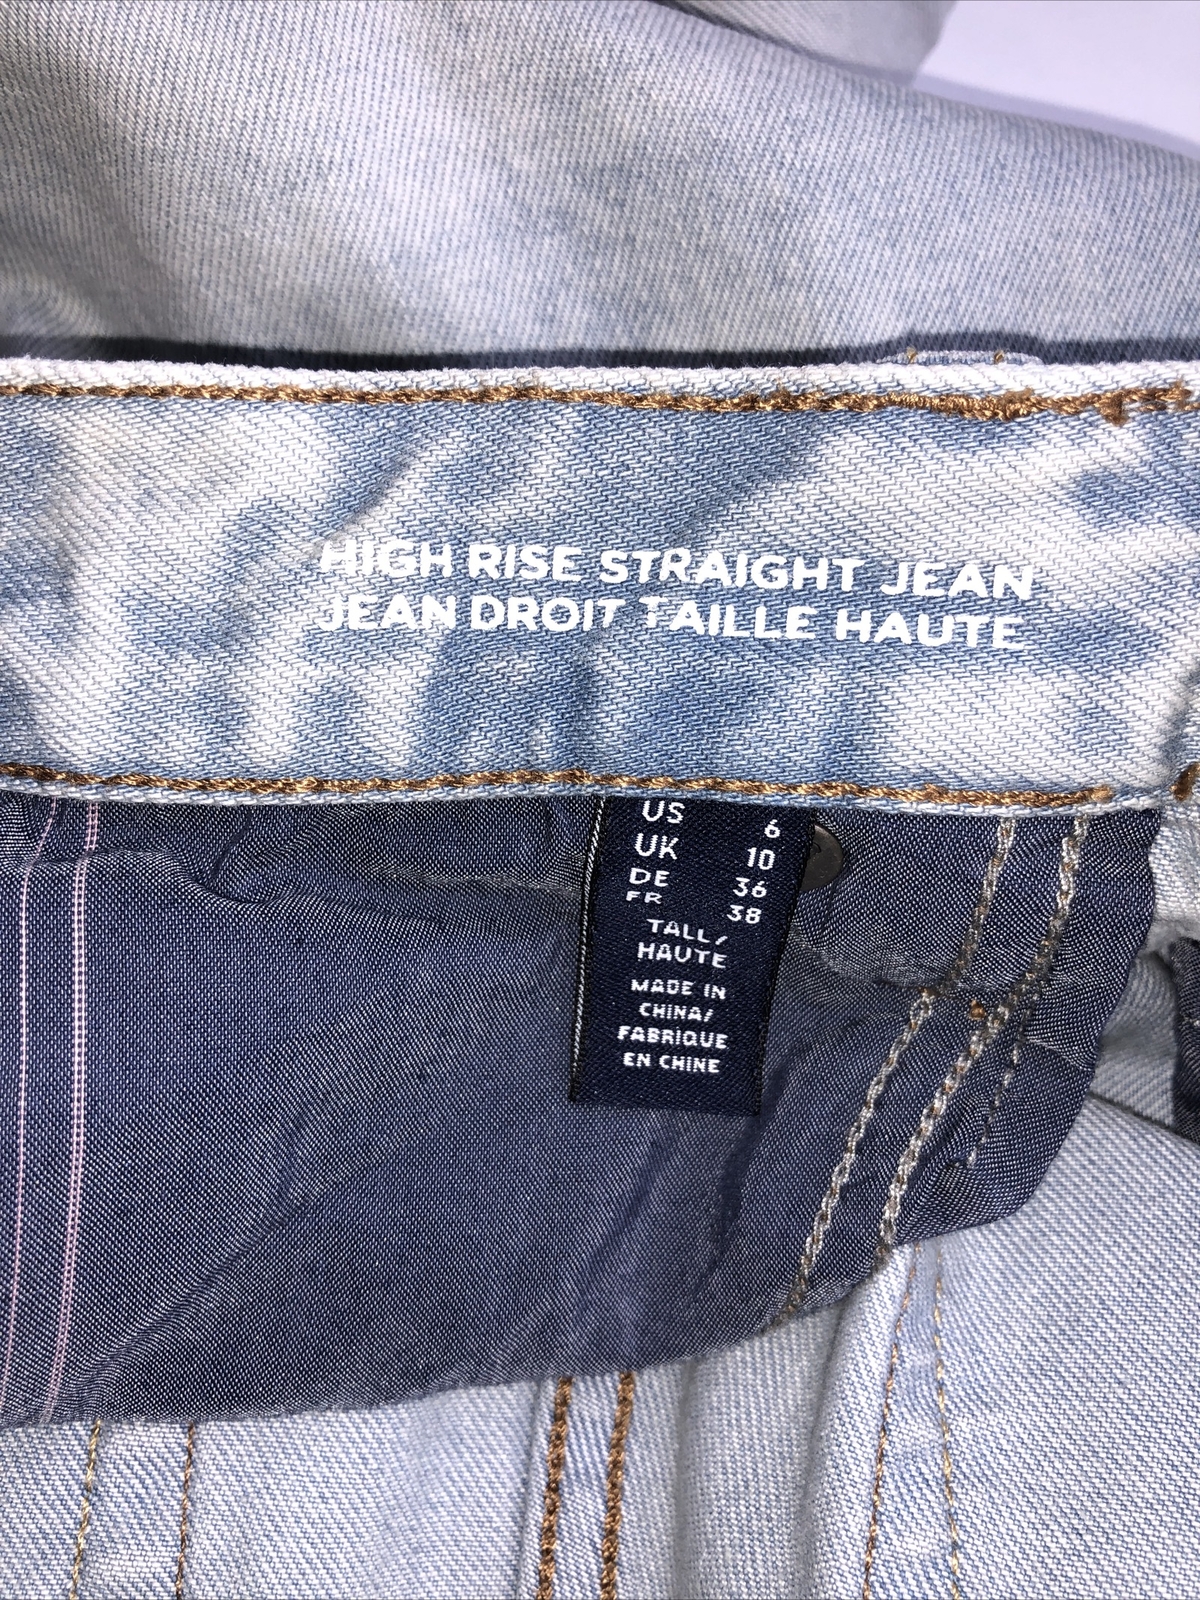 HIGH RISE STRAIGHT JEAN
JEAN DROIT TAILLE HAUTE
US 6
UK 10
DE 36
FR 38
TALL/
HAUTE
MADE IN
CHINA/
FABRIQUE
EN CHINE